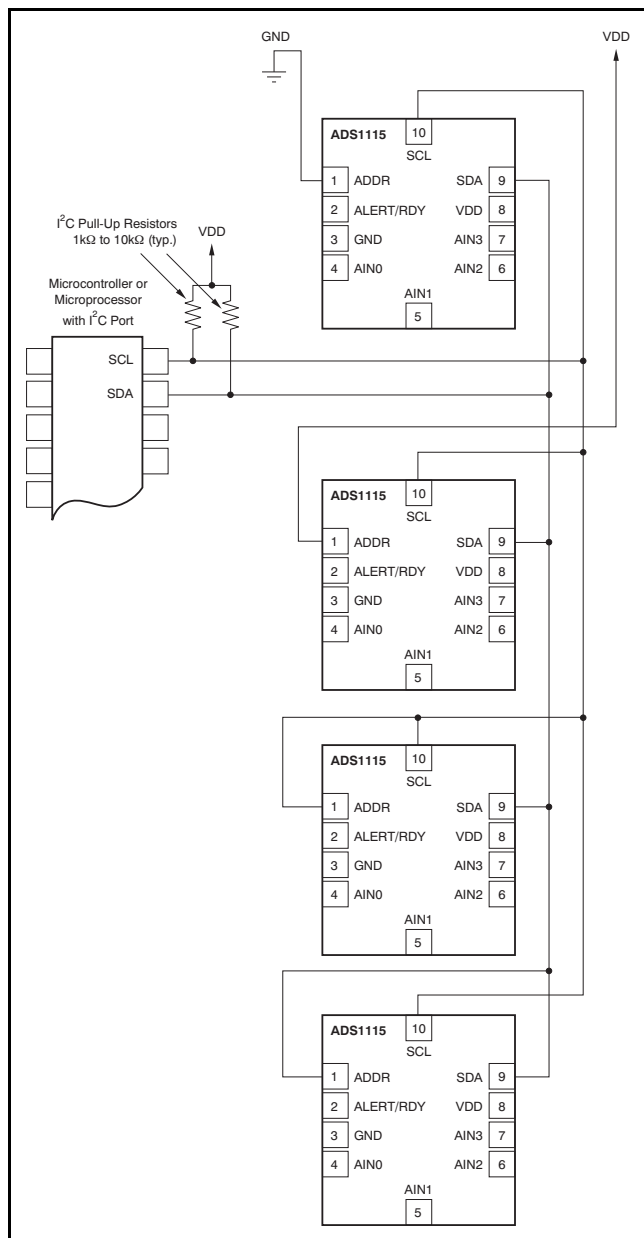 GND
VDD
ADS1115
10
SCL
1 ADDR
SDA 9
2 ALERT/RDY
VDD 8
3 GND
AIN3 7
4 AIN0
AIN2 6
AIN1
5
I²C Pull-Up Resistors
1kΩ to 10kΩ (typ.)
VDD
Microcontroller or
Microprocessor
with I²C Port
SCL
SDA
ADS1115
10
SCL
1 ADDR
SDA 9
2 ALERT/RDY
VDD 8
3 GND
AIN3 7
4 AIN0
AIN2 6
AIN1
5
ADS1115
10
SCL
1 ADDR
SDA 9
2 ALERT/RDY
VDD 8
3 GND
AIN3 7
4 AIN0
AIN2 6
AIN1
5
ADS1115
10
SCL
1 ADDR
SDA 9
2 ALERT/RDY
VDD 8
3 GND
AIN3 7
4 AIN0
AIN2 6
AIN1
5